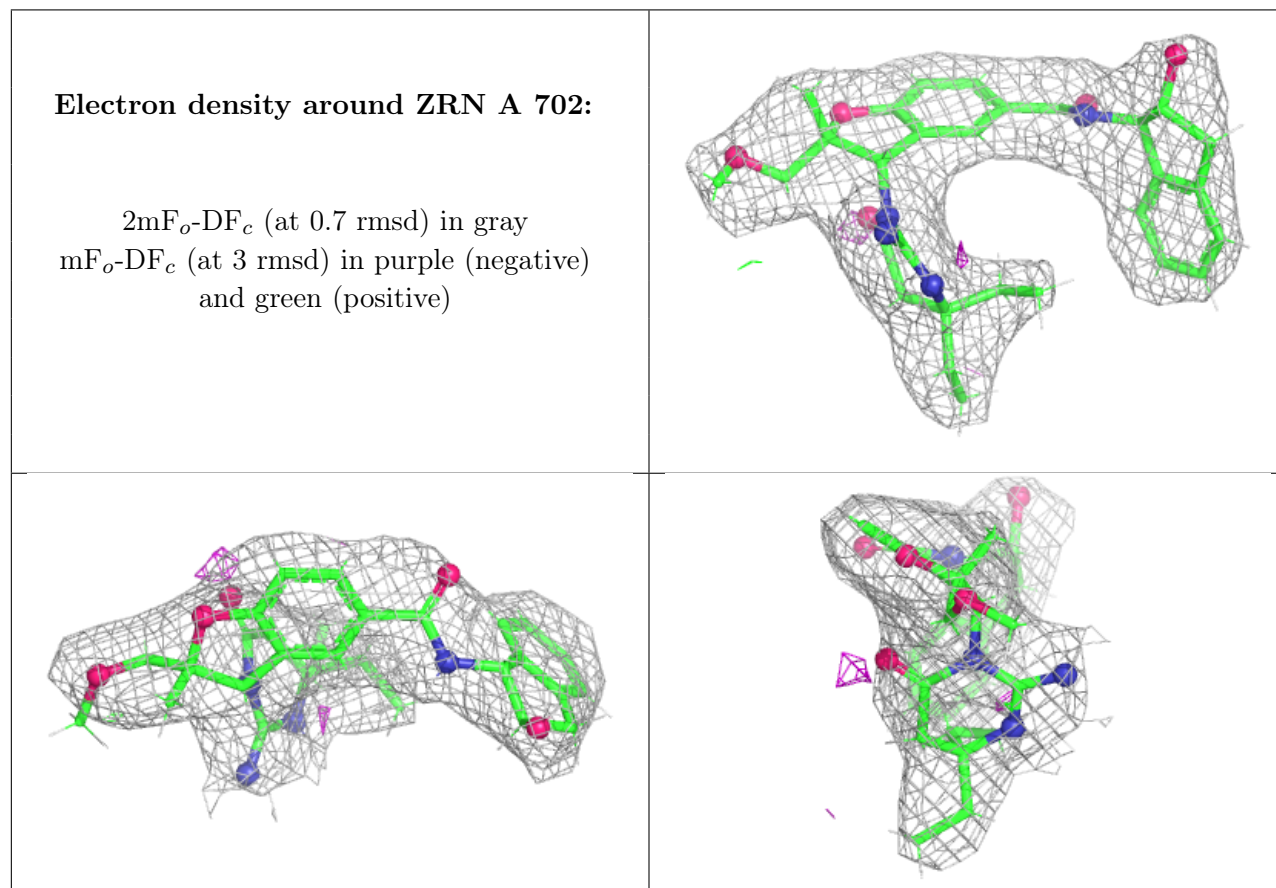 Electron density around ZRN A 702:
2mFo-DFc (at 0.7 rmsd) in gray
mFo-DFc (at 3 rmsd) in purple (negative)
and green (positive)